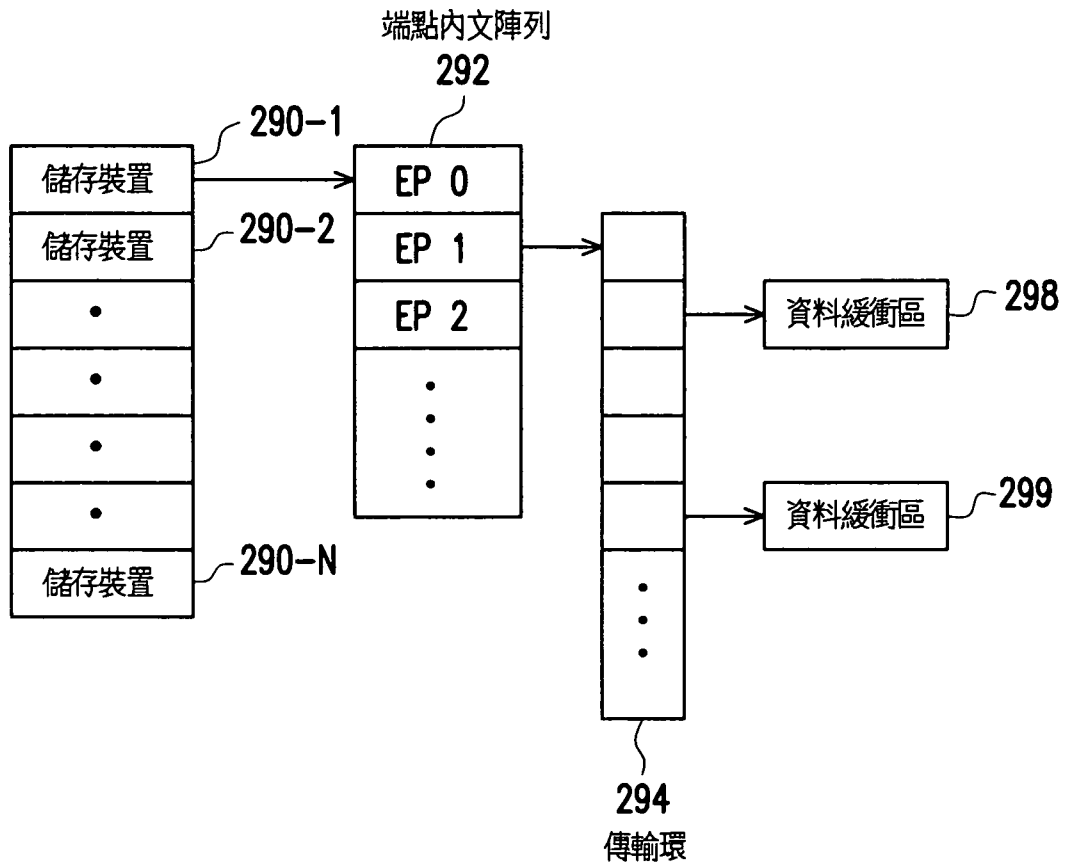 端點內文陣列
292
290-1
儲存裝置
EP 0
儲存裝置
290-2
EP 1
EP 2
資料緩衝區
298
資料緩衝區
299
儲存裝置
290-N
294
傳輸環